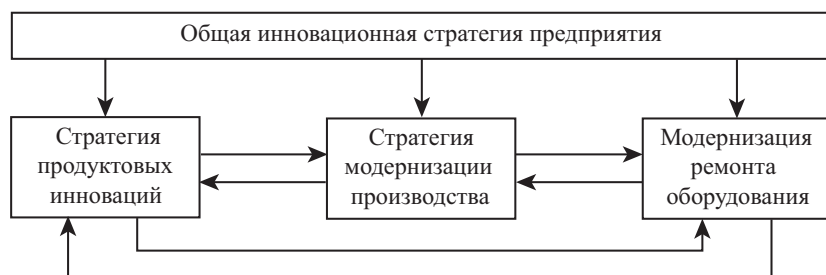 Общая инновационная стратегия предприятия
Стратегия
продуктовых
инноваций
Стратегия
модернизации
производства
Модернизация
ремонта
оборудования